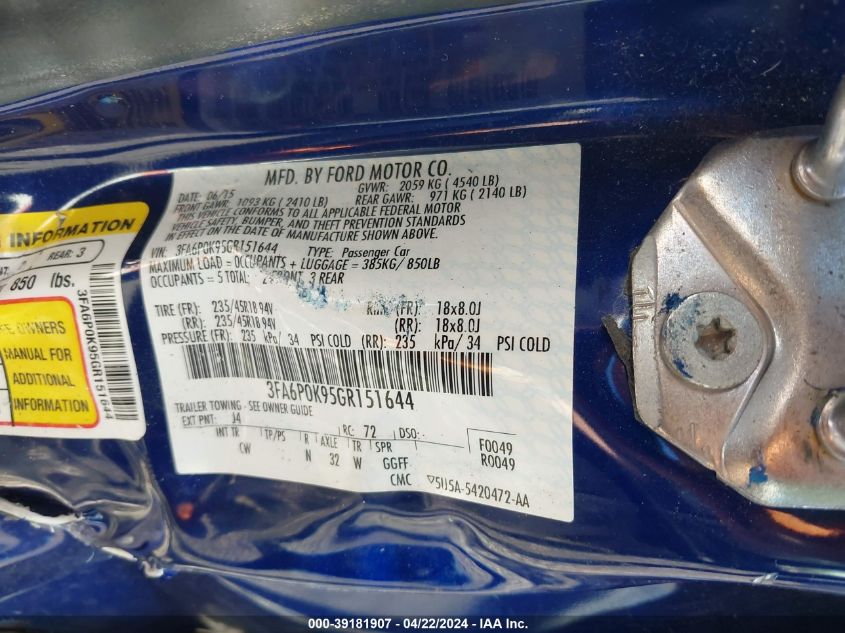 MFD. BY FORD MOTOR CO.
DATE: 06/15 GVWR: 2059 KG ( 4540 LB)
FRONT GAWR: 1093 KG ( 2410 LB) REAR GAWR: 971 KG ( 2140 LB)
THIS VEHICLE CONFORMS TO ALL APPLICABLE FEDERAL MOTOR
VEHICLE SAFETY, BUMPER, AND THEFT PREVENTION STANDARDS
IN EFFECT ON THE DATE OF MANUFACTURE SHOWN ABOVE.
VIN: 3FA6P0K95GR151644 TYPE: Passenger Car
MAXIMUM LOAD = OCCUPANTS + LUGGAGE = 385KG/ 850LB
OCCUPANTS = 5 TOTAL: 2 FRONT, 3 REAR
TIRE (FR): 235/45R18 94V RIM (FR): 18x8.0J
(RR): 235/45R18 94V (RR): 18x8.0J
PRESSURE (FR): 235 kPa/ 34 PSI COLD (RR): 235 kPa/ 34 PSI COLD
3FA6P0K95GR151644
TRAILER TOWING - SEE OWNER GUIDE
EXT PNT: J4 RC: 72 DSO:
INT TR TP/PS R AXLE TR SPR F0049
CW N 32 W GGFF R0049
CMC 5U5A-5420472-AA
INFORMATION
REAR: 3
850 lbs.
OWNERS
MANUAL FOR
ADDITIONAL
INFORMATION
3FA6P0K95GR151644
000-39181907 - 04/22/2024 - IAA Inc.